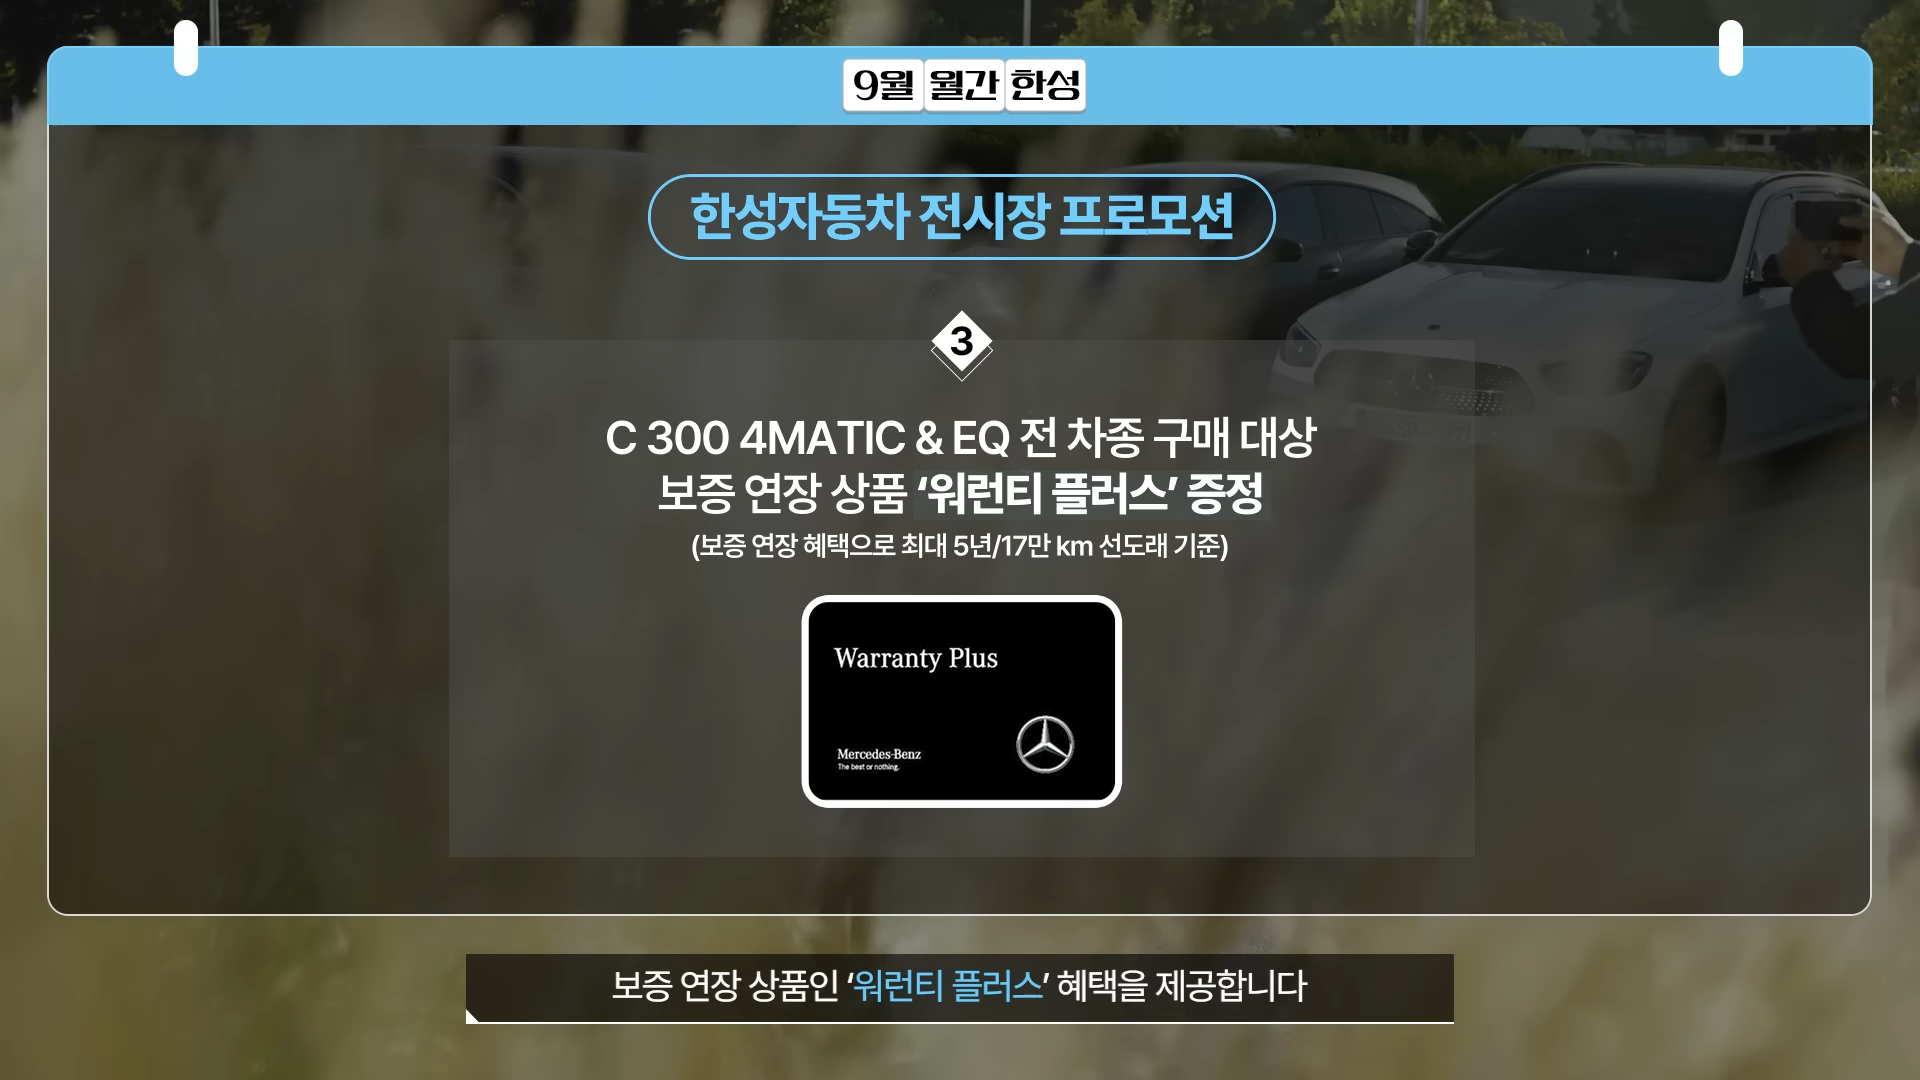 9월 월간 한성
한성자동차 전시장 프로모션
3
C 300 4MATIC & EQ 전 차종 구매 대상
보증 연장 상품 ‘워런티 플러스’ 증정
(보증 연장 혜택으로 최대 5년/17만 km 선도래 기준)
Warranty Plus
Mercedes-Benz
The best or nothing.
보증 연장 상품인 ‘워런티 플러스’ 혜택을 제공합니다